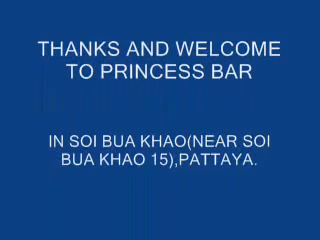 THANKS AND WELCOME
TO PRINCESS BAR
IN SOI BUA KHAO(NEAR SOI
BUA KHAO 15),PATTAYA.